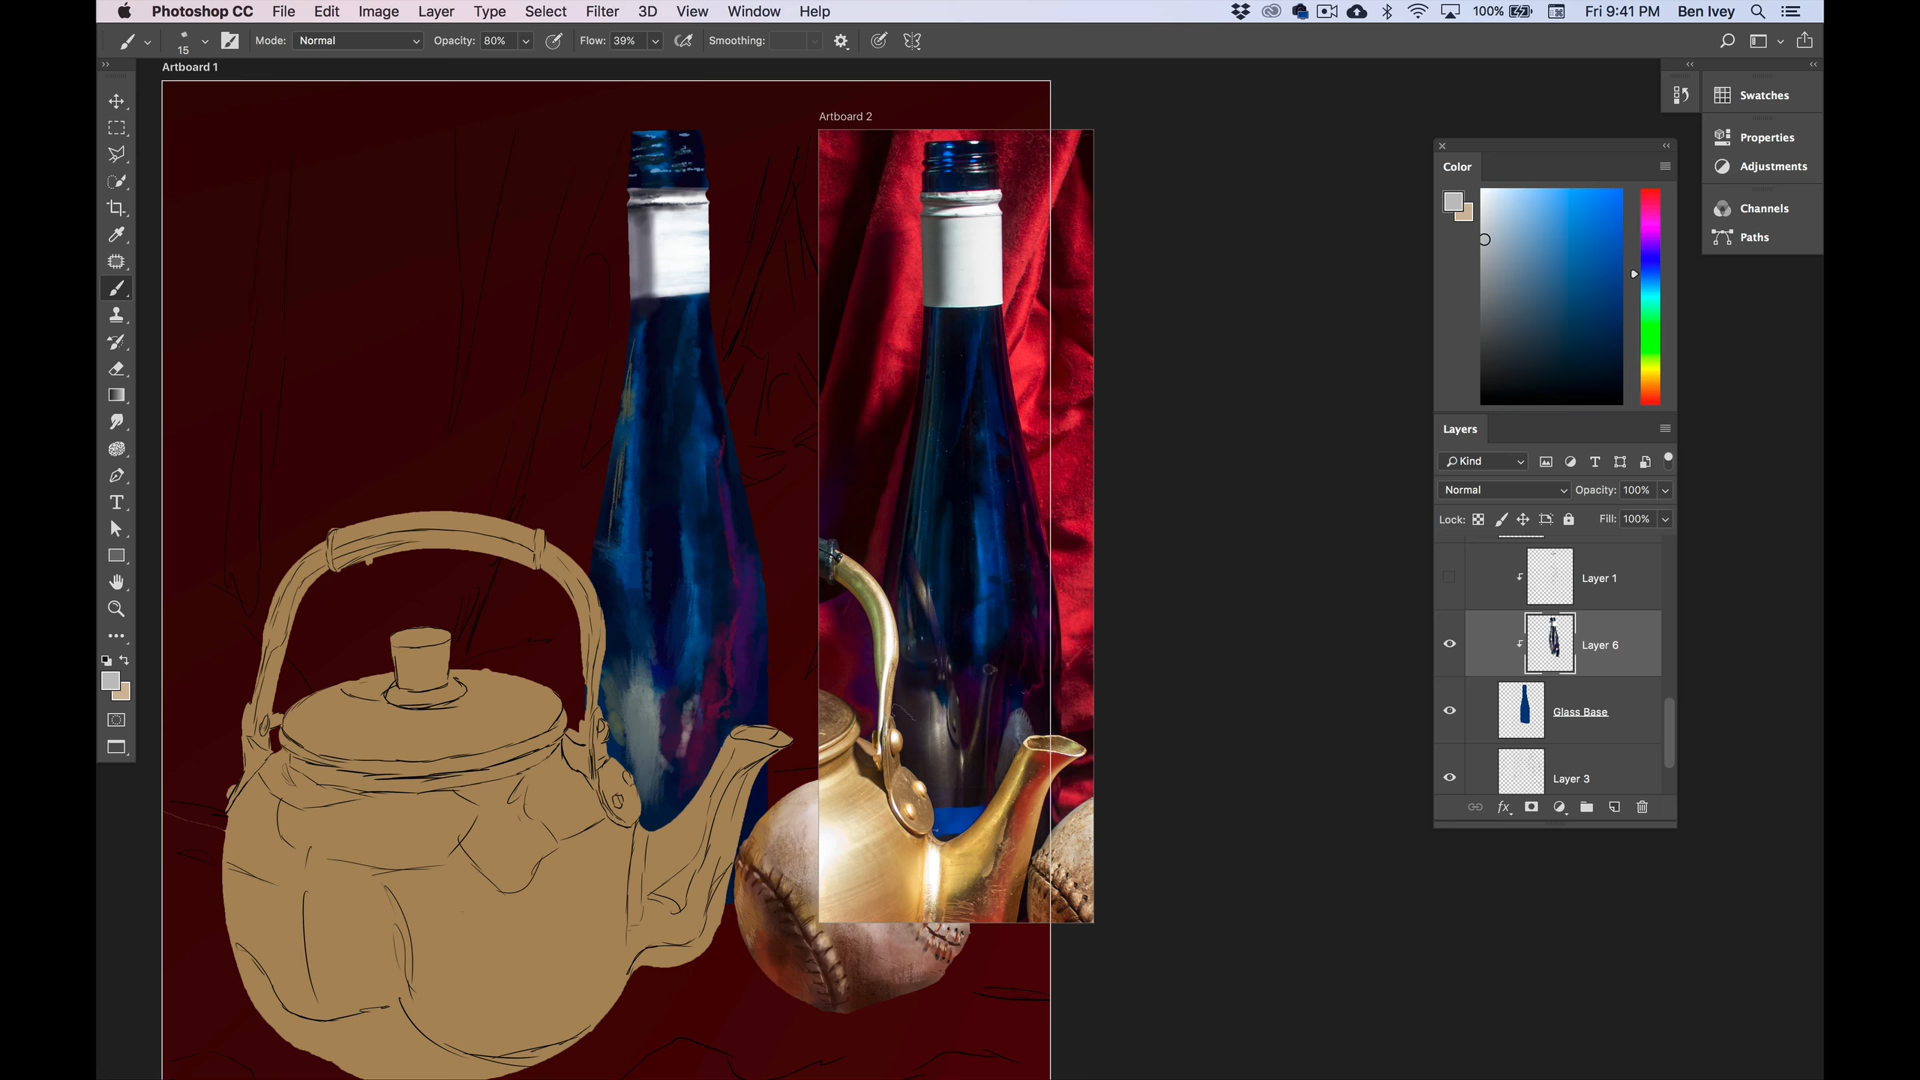 Photoshop CC File Edit Image Layer Type Select Filter 3D View Window Help 100% Fri 9:41 PM Ben Ivey
15 Mode: Normal Opacity: 80% Flow: 39% Smoothing:
Artboard 1
Artboard 2
Swatches
Properties
Adjustments
Channels
Paths
Color
Layers
Kind
Normal Opacity: 100%
Lock: Fill: 100%
Layer 1
Layer 6
Glass Base
Layer 3
fx